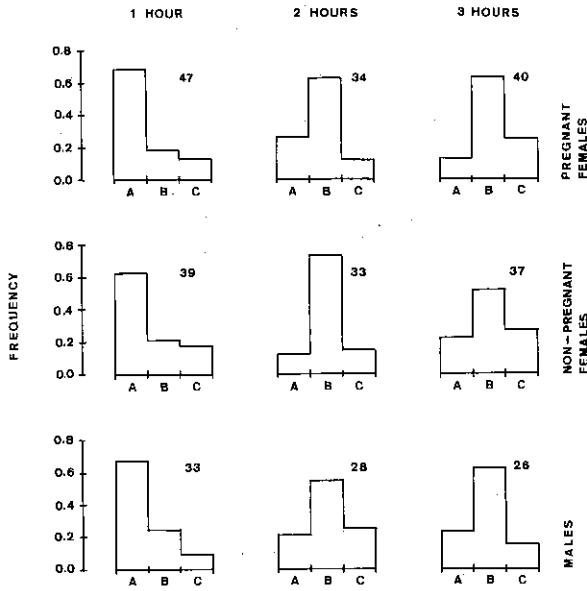 1 HOUR 2 HOURS 3 HOURS
0.8
0.6
0.4
0.2
0.0
47
34
40
A B C
A B C
A B C
PREGNANT
FEMALES
FREQUENCY
0.8
0.6
0.4
0.2
0.0
39
33
37
A B C
A B C
A B C
NON-PREGNANT
FEMALES
0.8
0.6
0.4
0.2
0.0
33
28
26
A B C
A B C
A B C
MALES